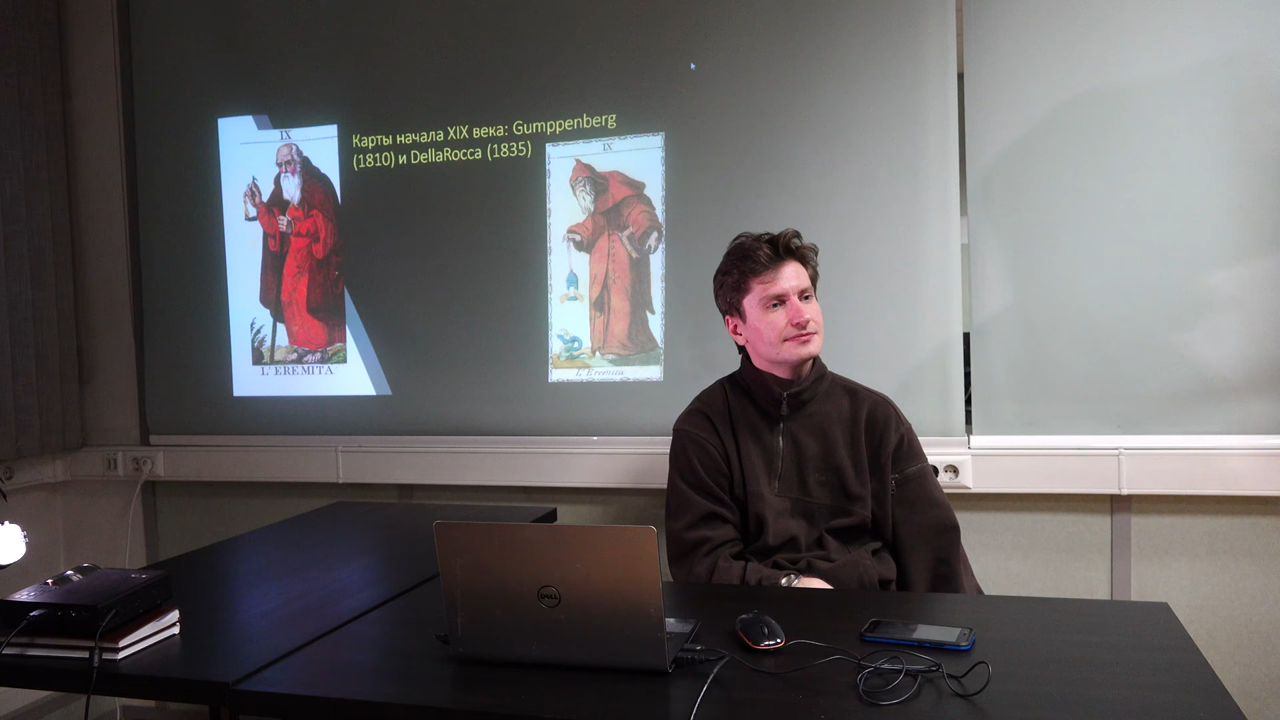 IX
L'EREMITA
Карты начала XIX века: Gumppenberg
(1810) и DellaRocca (1835)
IX
L'Eremita
DELL